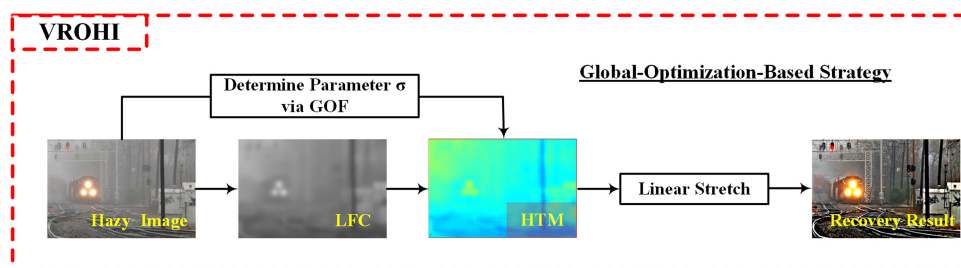 VROHI
Global-Optimization-Based Strategy
Determine Parameter σ
via GOF
Hazy Image
LFC
HTM
Linear Stretch
Recovery Result